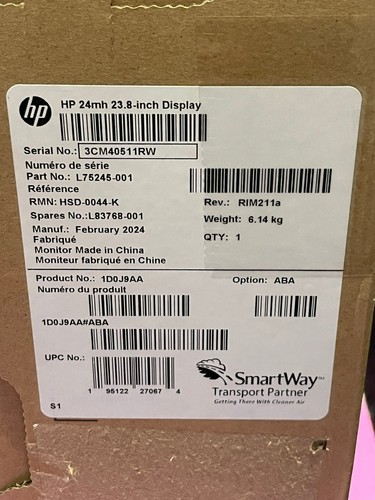 hp
HP 24mh 23.8-inch Display
Serial No.: 3CM40511RW
Numéro de série
Part No.: L75245-001
Référence
RMN: HSD-0044-K
Rev.: RIM211a
Spares No.:L83768-001
Weight: 6.14 kg
Manuf.: February 2024
Fabriqué
QTY: 1
Monitor Made in China
Moniteur fabriqué en Chine
Product No.: 1D0J9AA
Option: ABA
Numéro du produit
1D0J9AA#ABA
UPC No.:
1 95122 27067 4
SmartWay™
Transport Partner
Getting There With Cleaner Air
S1